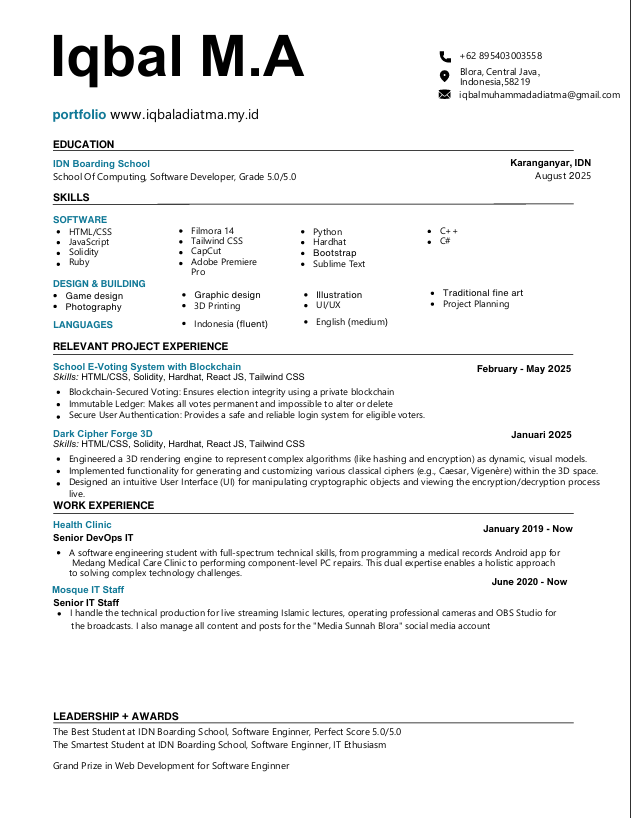 Iqbal M.A
+62 895403003558
Blora, Central Java,
Indonesia,58219
iqbalmuhammadadiatma@gmail.com
portfolio www.iqbaladiatma.my.id
EDUCATION
IDN Boarding School
Karanganyar, IDN
School Of Computing, Software Developer, Grade 5.0/5.0
August 2025
SKILLS
SOFTWARE
• HTML/CSS
• JavaScript
• Solidity
• Ruby
• Filmora 14
• Tailwind CSS
• CapCut
• Adobe Premiere
Pro
• Python
• Hardhat
• Bootstrap
• Sublime Text
• C++
• C#
DESIGN & BUILDING
• Game design
• Photography
• Graphic design
• 3D Printing
• Illustration
• UI/UX
• Traditional fine art
• Project Planning
LANGUAGES
• Indonesia (fluent)
• English (medium)
RELEVANT PROJECT EXPERIENCE
School E-Voting System with Blockchain
February - May 2025
Skills: HTML/CSS, Solidity, Hardhat, React JS, Tailwind CSS
• Blockchain-Secured Voting: Ensures election integrity using a private blockchain
• Immutable Ledger: Makes all votes permanent and impossible to alter or delete
• Secure User Authentication: Provides a safe and reliable login system for eligible voters.
Dark Cipher Forge 3D
Januari 2025
Skills: HTML/CSS, Solidity, Hardhat, React JS, Tailwind CSS
• Engineered a 3D rendering engine to represent complex algorithms (like hashing and encryption) as dynamic, visual models.
• Implemented functionality for generating and customizing various classical ciphers (e.g., Caesar, Vigenère) within the 3D space.
• Designed an intuitive User Interface (UI) for manipulating cryptographic objects and viewing the encryption/decryption process
live.
WORK EXPERIENCE
Health Clinic
January 2019 - Now
Senior DevOps IT
• A software engineering student with full-spectrum technical skills, from programming a medical records Android app for
Medang Medical Care Clinic to performing component-level PC repairs. This dual expertise enables a holistic approach
to solving complex technology challenges.
June 2020 - Now
Mosque IT Staff
Senior IT Staff
• I handle the technical production for live streaming Islamic lectures, operating professional cameras and OBS Studio for
the broadcasts. I also manage all content and posts for the "Media Sunnah Blora" social media account
LEADERSHIP + AWARDS
The Best Student at IDN Boarding School, Software Enginner, Perfect Score 5.0/5.0
The Smartest Student at IDN Boarding School, Software Enginner, IT Ethusiasm
Grand Prize in Web Development for Software Enginner